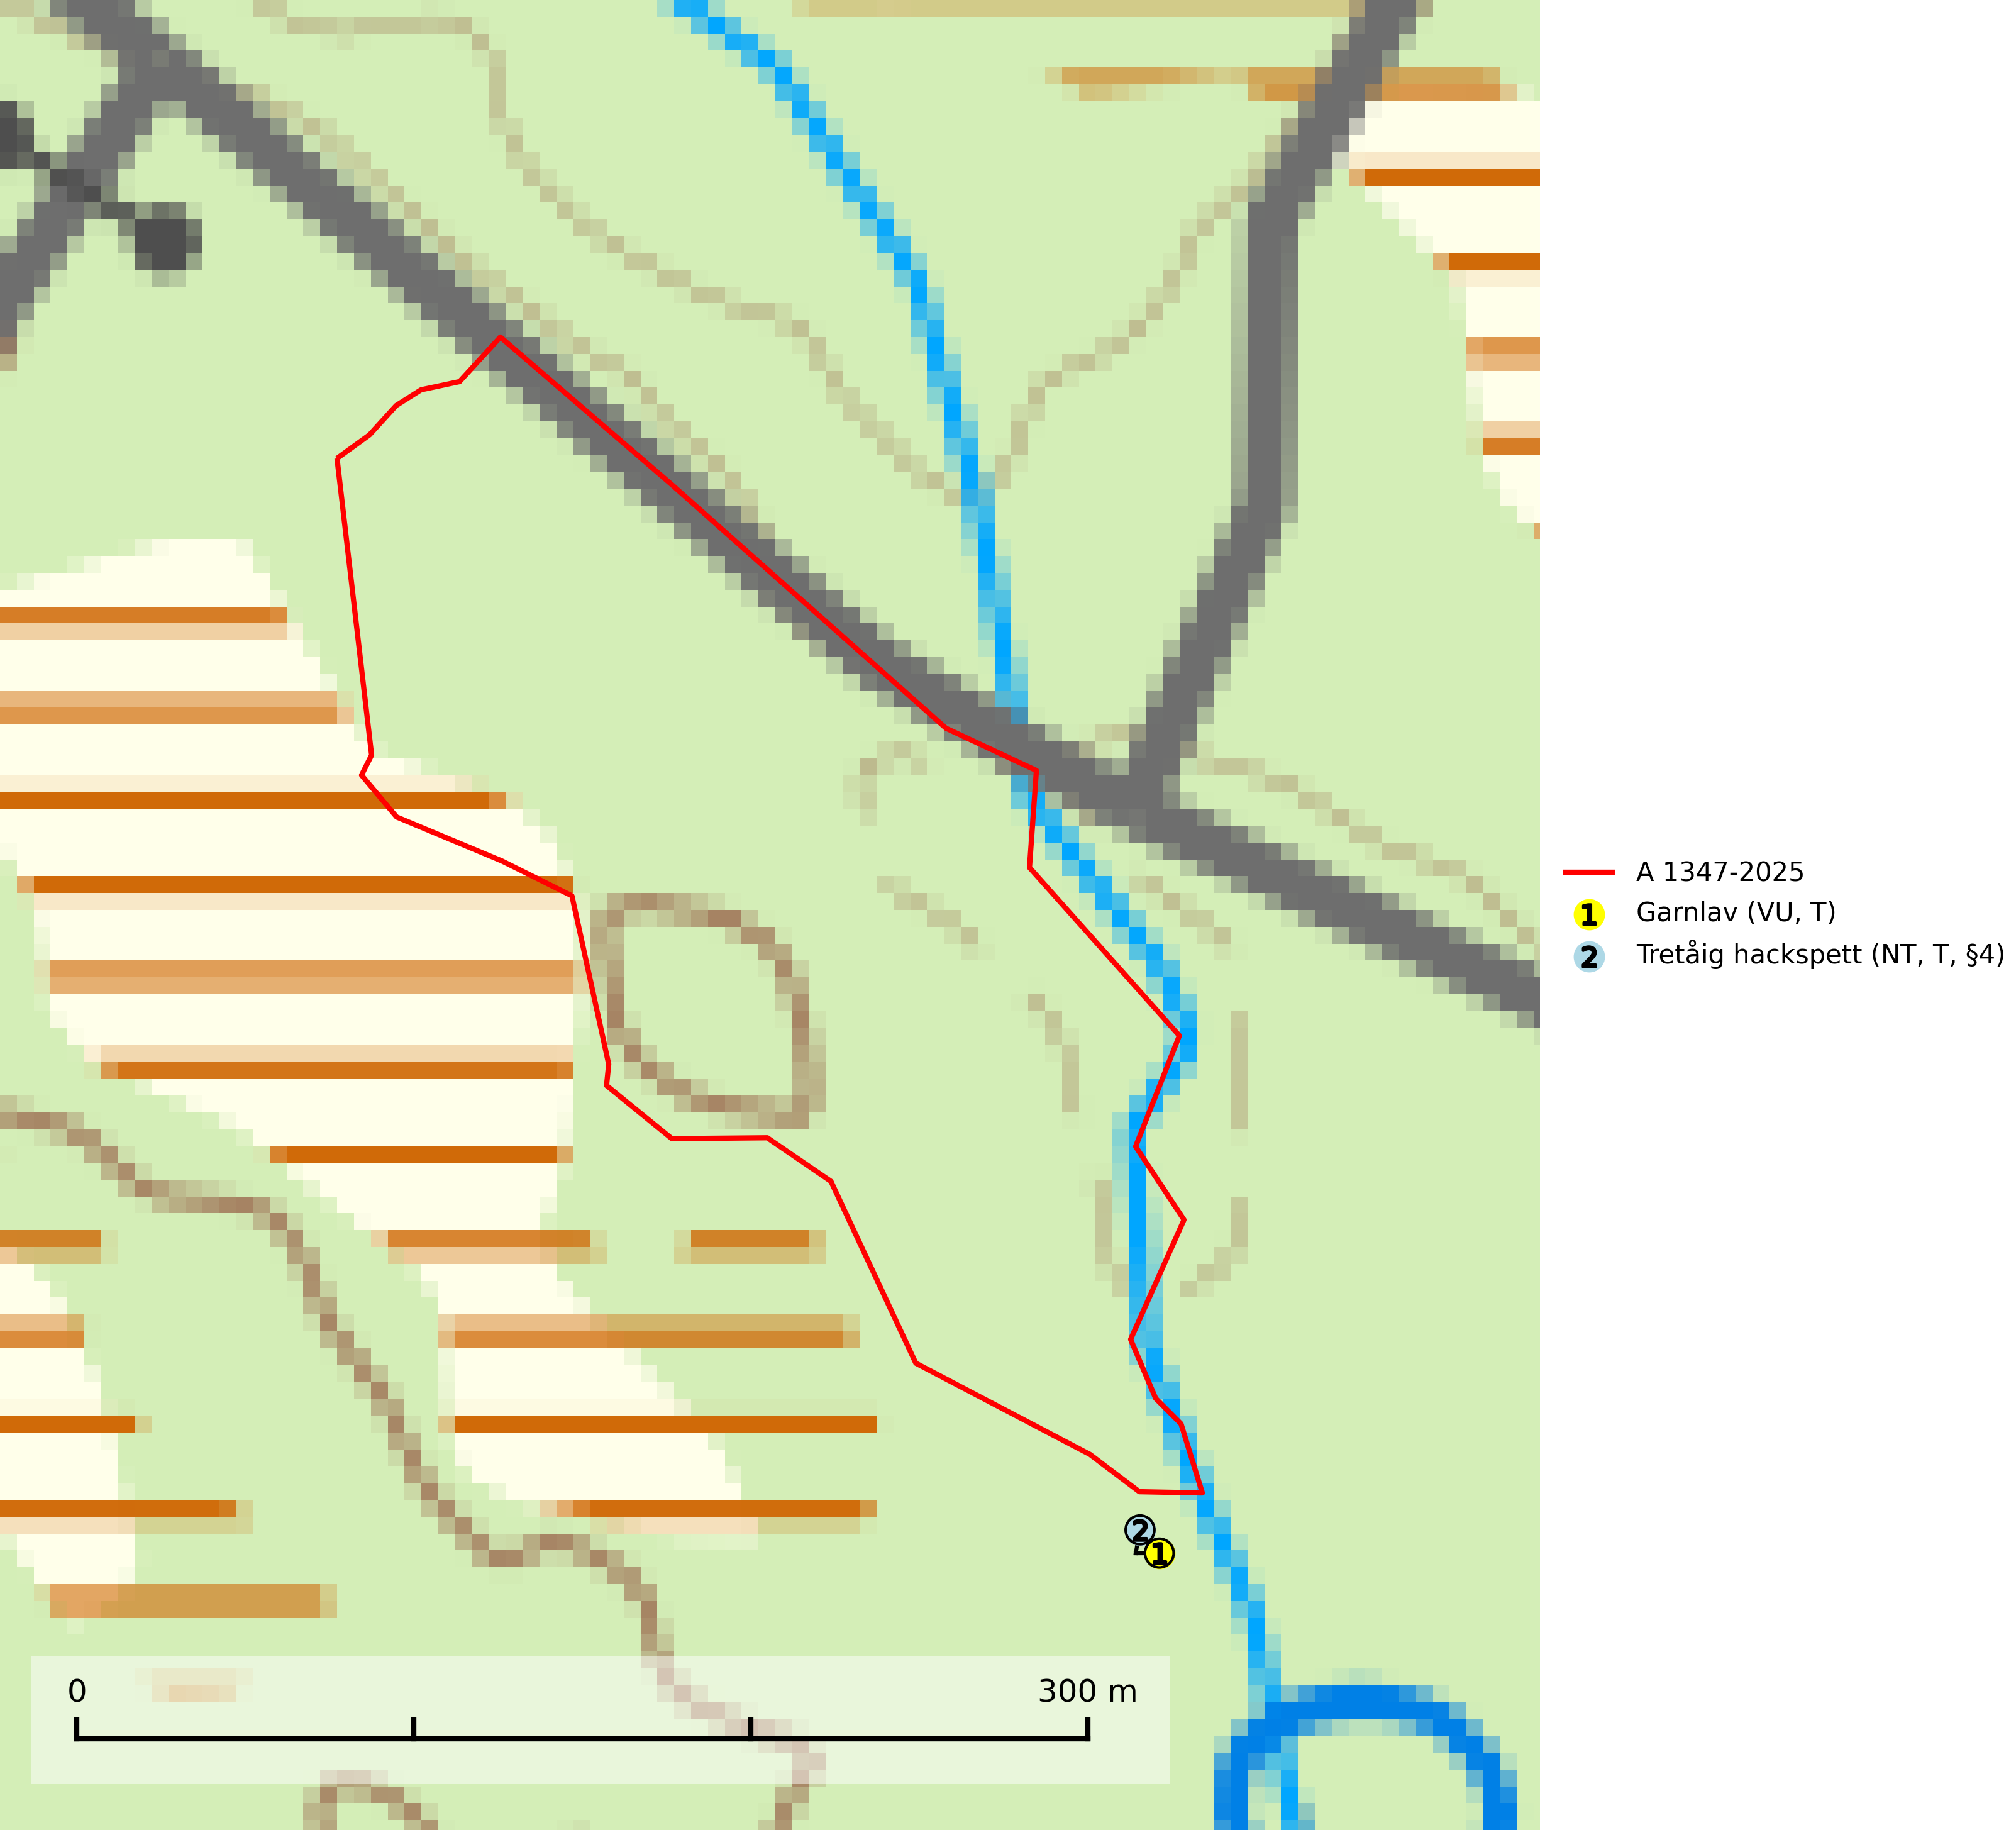 A 1347-2025
1 Garnlav (VU, T)
2 Tretåig hackspett (NT, T, §4)
2
1
0 300 m